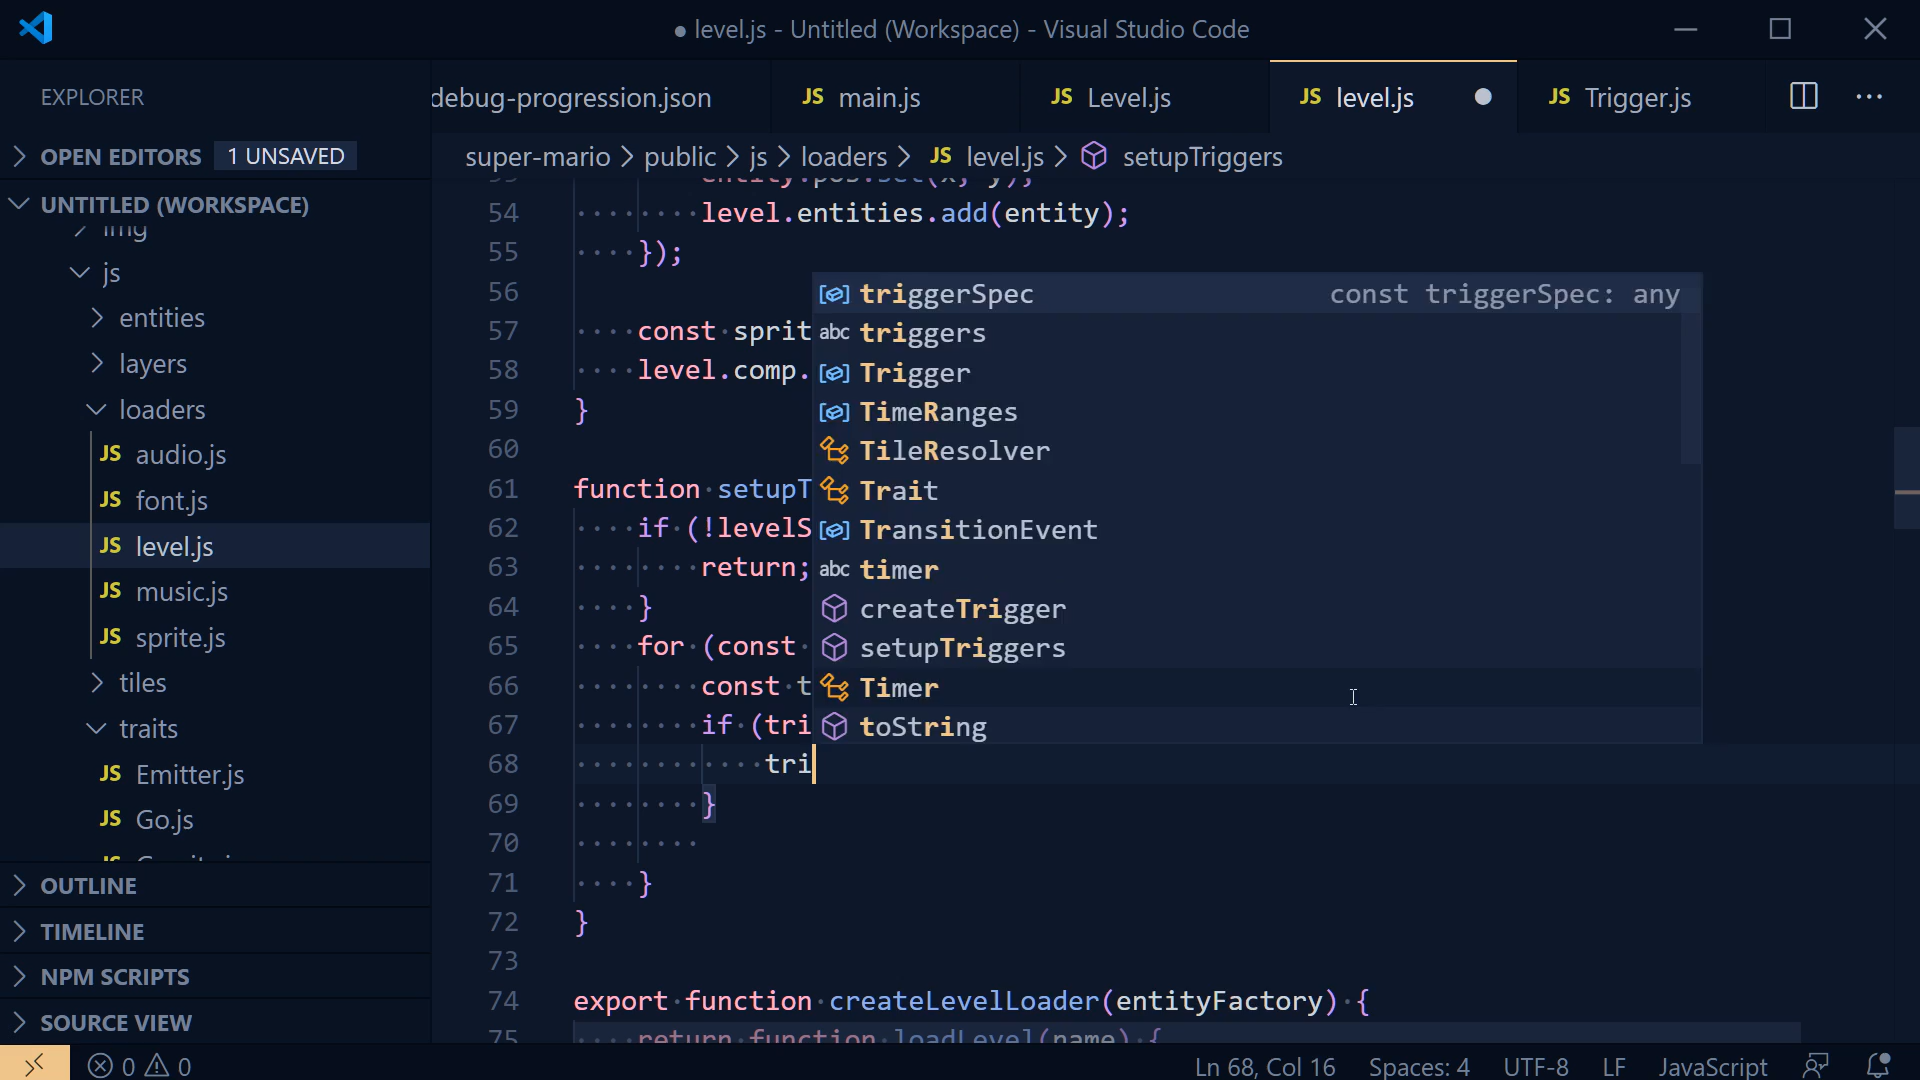 ● level.js - Untitled (Workspace) - Visual Studio Code
EXPLORER
OPEN EDITORS 1 UNSAVED
UNTITLED (WORKSPACE)
img
js
entities
layers
loaders
JS audio.js
JS font.js
JS level.js
JS music.js
JS sprite.js
tiles
traits
JS Emitter.js
JS Go.js
OUTLINE
TIMELINE
NPM SCRIPTS
SOURCE VIEW
debug-progression.json
JS main.js
JS Level.js
JS level.js
JS Trigger.js
super-mario > public > js > loaders > JS level.js > setupTriggers
entity.pos.set(x, y);
54 level.entities.add(entity);
55 });
56
57 const sprit
58 level.comp.
59 }
60
61 function setupT
62 if (!levelS
63 return;
64 }
65 for (const
66 const t
67 if (tri
68 tri
69 }
70
71 }
72 }
73
74 export function createLevelLoader(entityFactory) {
75 return function loadLevel(name) {
triggerSpec const triggerSpec: any
abc triggers
Trigger
TimeRanges
TileResolver
Trait
TransitionEvent
abc timer
createTrigger
setupTriggers
Timer
toString
0 0
Ln 68, Col 16
Spaces: 4
UTF-8
LF
JavaScript